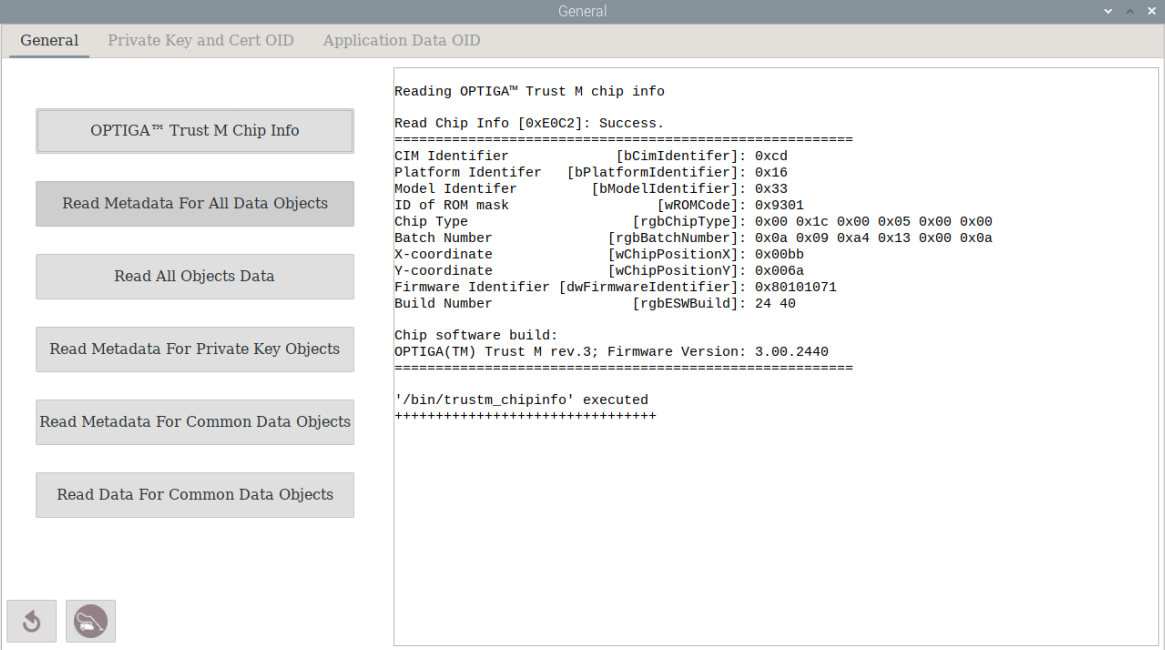 General
General Private Key and Cert OID Application Data OID
OPTIGA™ Trust M Chip Info
Read Metadata For All Data Objects
Read All Objects Data
Read Metadata For Private Key Objects
Read Metadata For Common Data Objects
Read Data For Common Data Objects
Reading OPTIGA™ Trust M chip info
Read Chip Info [0xE0C2]: Success.
========================================================
CIM Identifier [bCimIdentifer]: 0xcd
Platform Identifer [bPlatformIdentifier]: 0x16
Model Identifer [bModelIdentifier]: 0x33
ID of ROM mask [wROMCode]: 0x9301
Chip Type [rgbChipType]: 0x00 0x1c 0x00 0x05 0x00 0x00
Batch Number [rgbBatchNumber]: 0x0a 0x09 0xa4 0x13 0x00 0x0a
X-coordinate [wChipPositionX]: 0x00bb
Y-coordinate [wChipPositionY]: 0x006a
Firmware Identifier [dwFirmwareIdentifier]: 0x80101071
Build Number [rgbESWBuild]: 24 40
Chip software build:
OPTIGA(TM) Trust M rev.3; Firmware Version: 3.00.2440
========================================================
'/bin/trustm_chipinfo' executed
++++++++++++++++++++++++++++++++